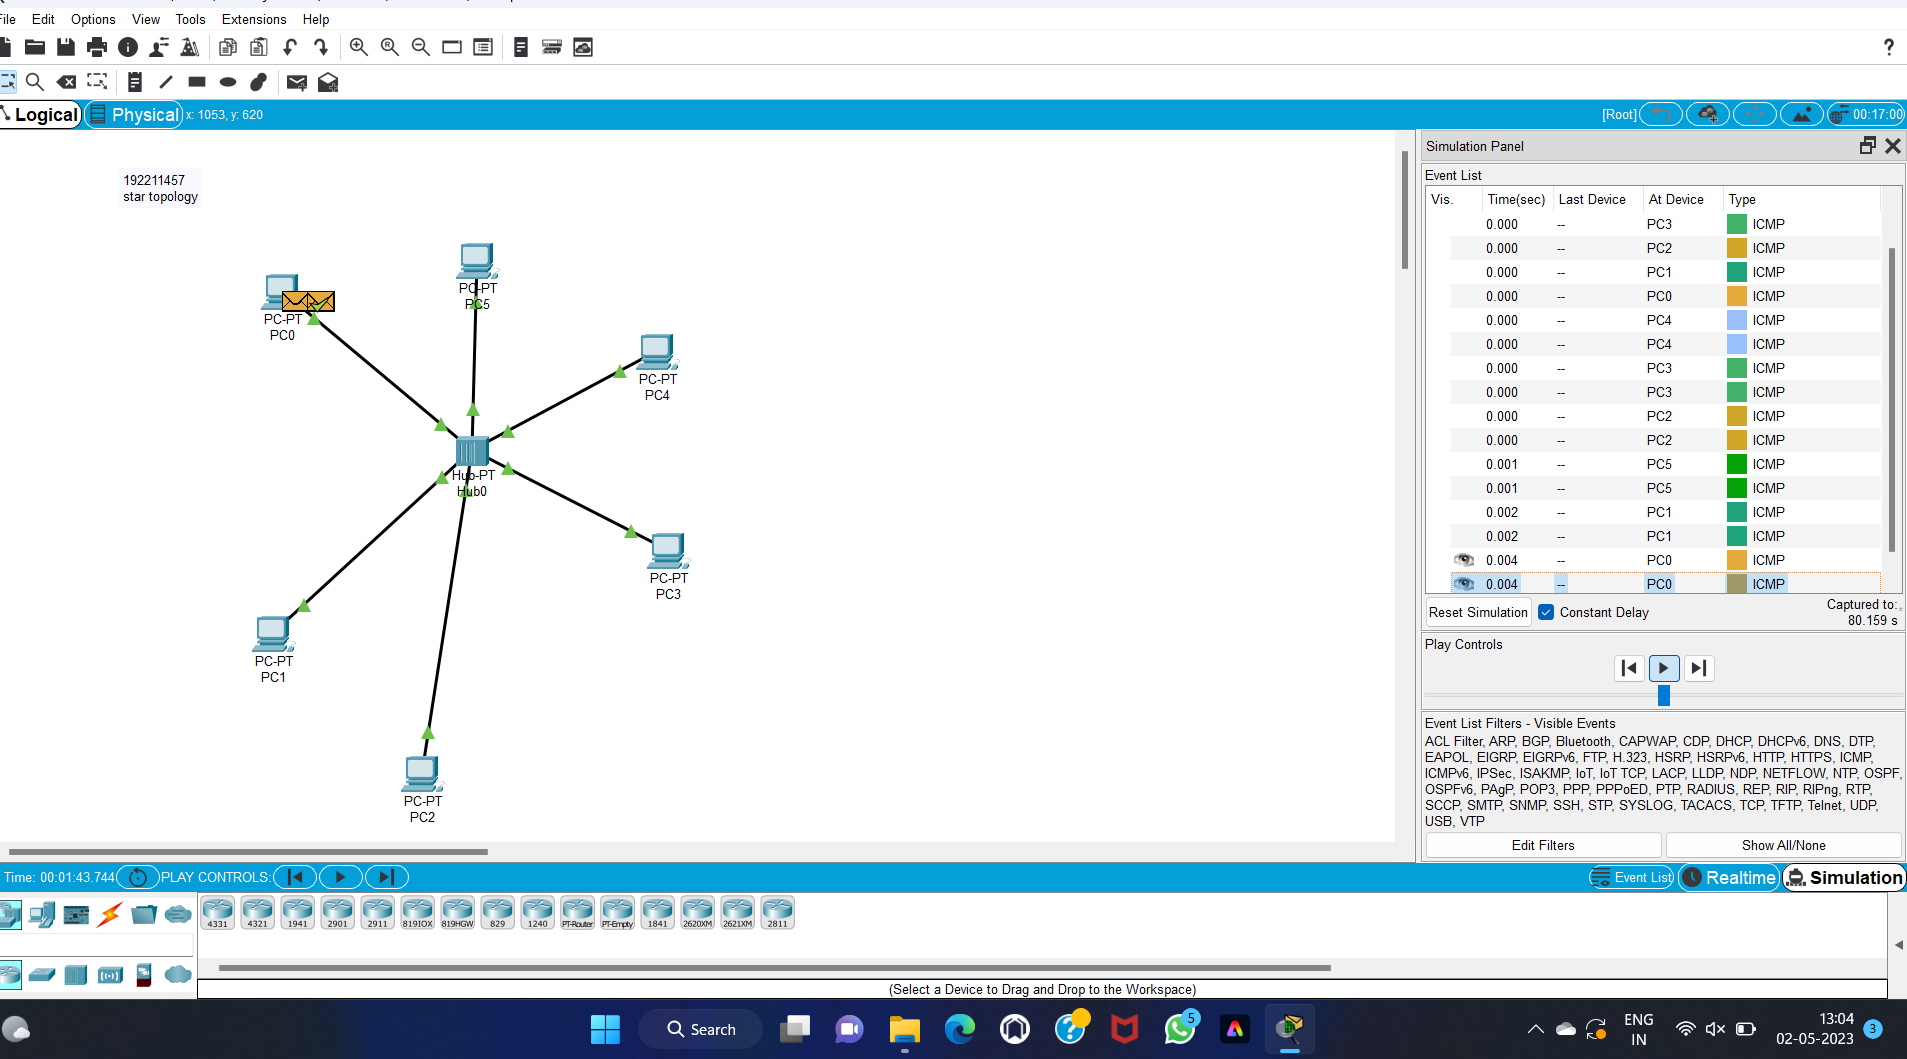 File Edit Options View Tools Extensions Help
?
Logical Physical x: 1053, y: 620 [Root] 00:17:00
192211457
star topology
PC-PT
PC0
PC-PT
PC5
PC-PT
PC4
Hub-PT
Hub0
PC-PT
PC3
PC-PT
PC1
PC-PT
PC2
Simulation Panel
Event List
Vis. Time(sec) Last Device At Device Type
0.000 -- PC3 ICMP
0.000 -- PC2 ICMP
0.000 -- PC1 ICMP
0.000 -- PC0 ICMP
0.000 -- PC4 ICMP
0.000 -- PC4 ICMP
0.000 -- PC3 ICMP
0.000 -- PC3 ICMP
0.000 -- PC2 ICMP
0.000 -- PC2 ICMP
0.001 -- PC5 ICMP
0.001 -- PC5 ICMP
0.002 -- PC1 ICMP
0.002 -- PC1 ICMP
0.004 -- PC0 ICMP
0.004 -- PC0 ICMP
Reset Simulation Constant Delay Captured to:
80.159 s
Play Controls
Event List Filters - Visible Events
ACL Filter, ARP, BGP, Bluetooth, CAPWAP, CDP, DHCP, DHCPv6, DNS, DTP,
EAPOL, EIGRP, EIGRPv6, FTP, H.323, HSRP, HSRPv6, HTTP, HTTPS, ICMP,
ICMPv6, IPSec, ISAKMP, IoT, IoT TCP, LACP, LLDP, NDP, NETFLOW, NTP, OSPF,
OSPFv6, PAgP, POP3, PPP, PPPoED, PTP, RADIUS, REP, RIP, RIPng, RTP,
SCCP, SMTP, SNMP, SSH, STP, SYSLOG, TACACS, TCP, TFTP, Telnet, UDP,
USB, VTP
Edit Filters Show All/None
Time: 00:01:43.744 PLAY CONTROLS: Event List Realtime Simulation
4331 4321 1941 2901 2911 819IOX 819HGW 829 1240 PT-Router PT-Empty 1841 2620XM 2621XM 2811
(Select a Device to Drag and Drop to the Workspace)
Search 5 ENG
IN
13:04
02-05-2023 3